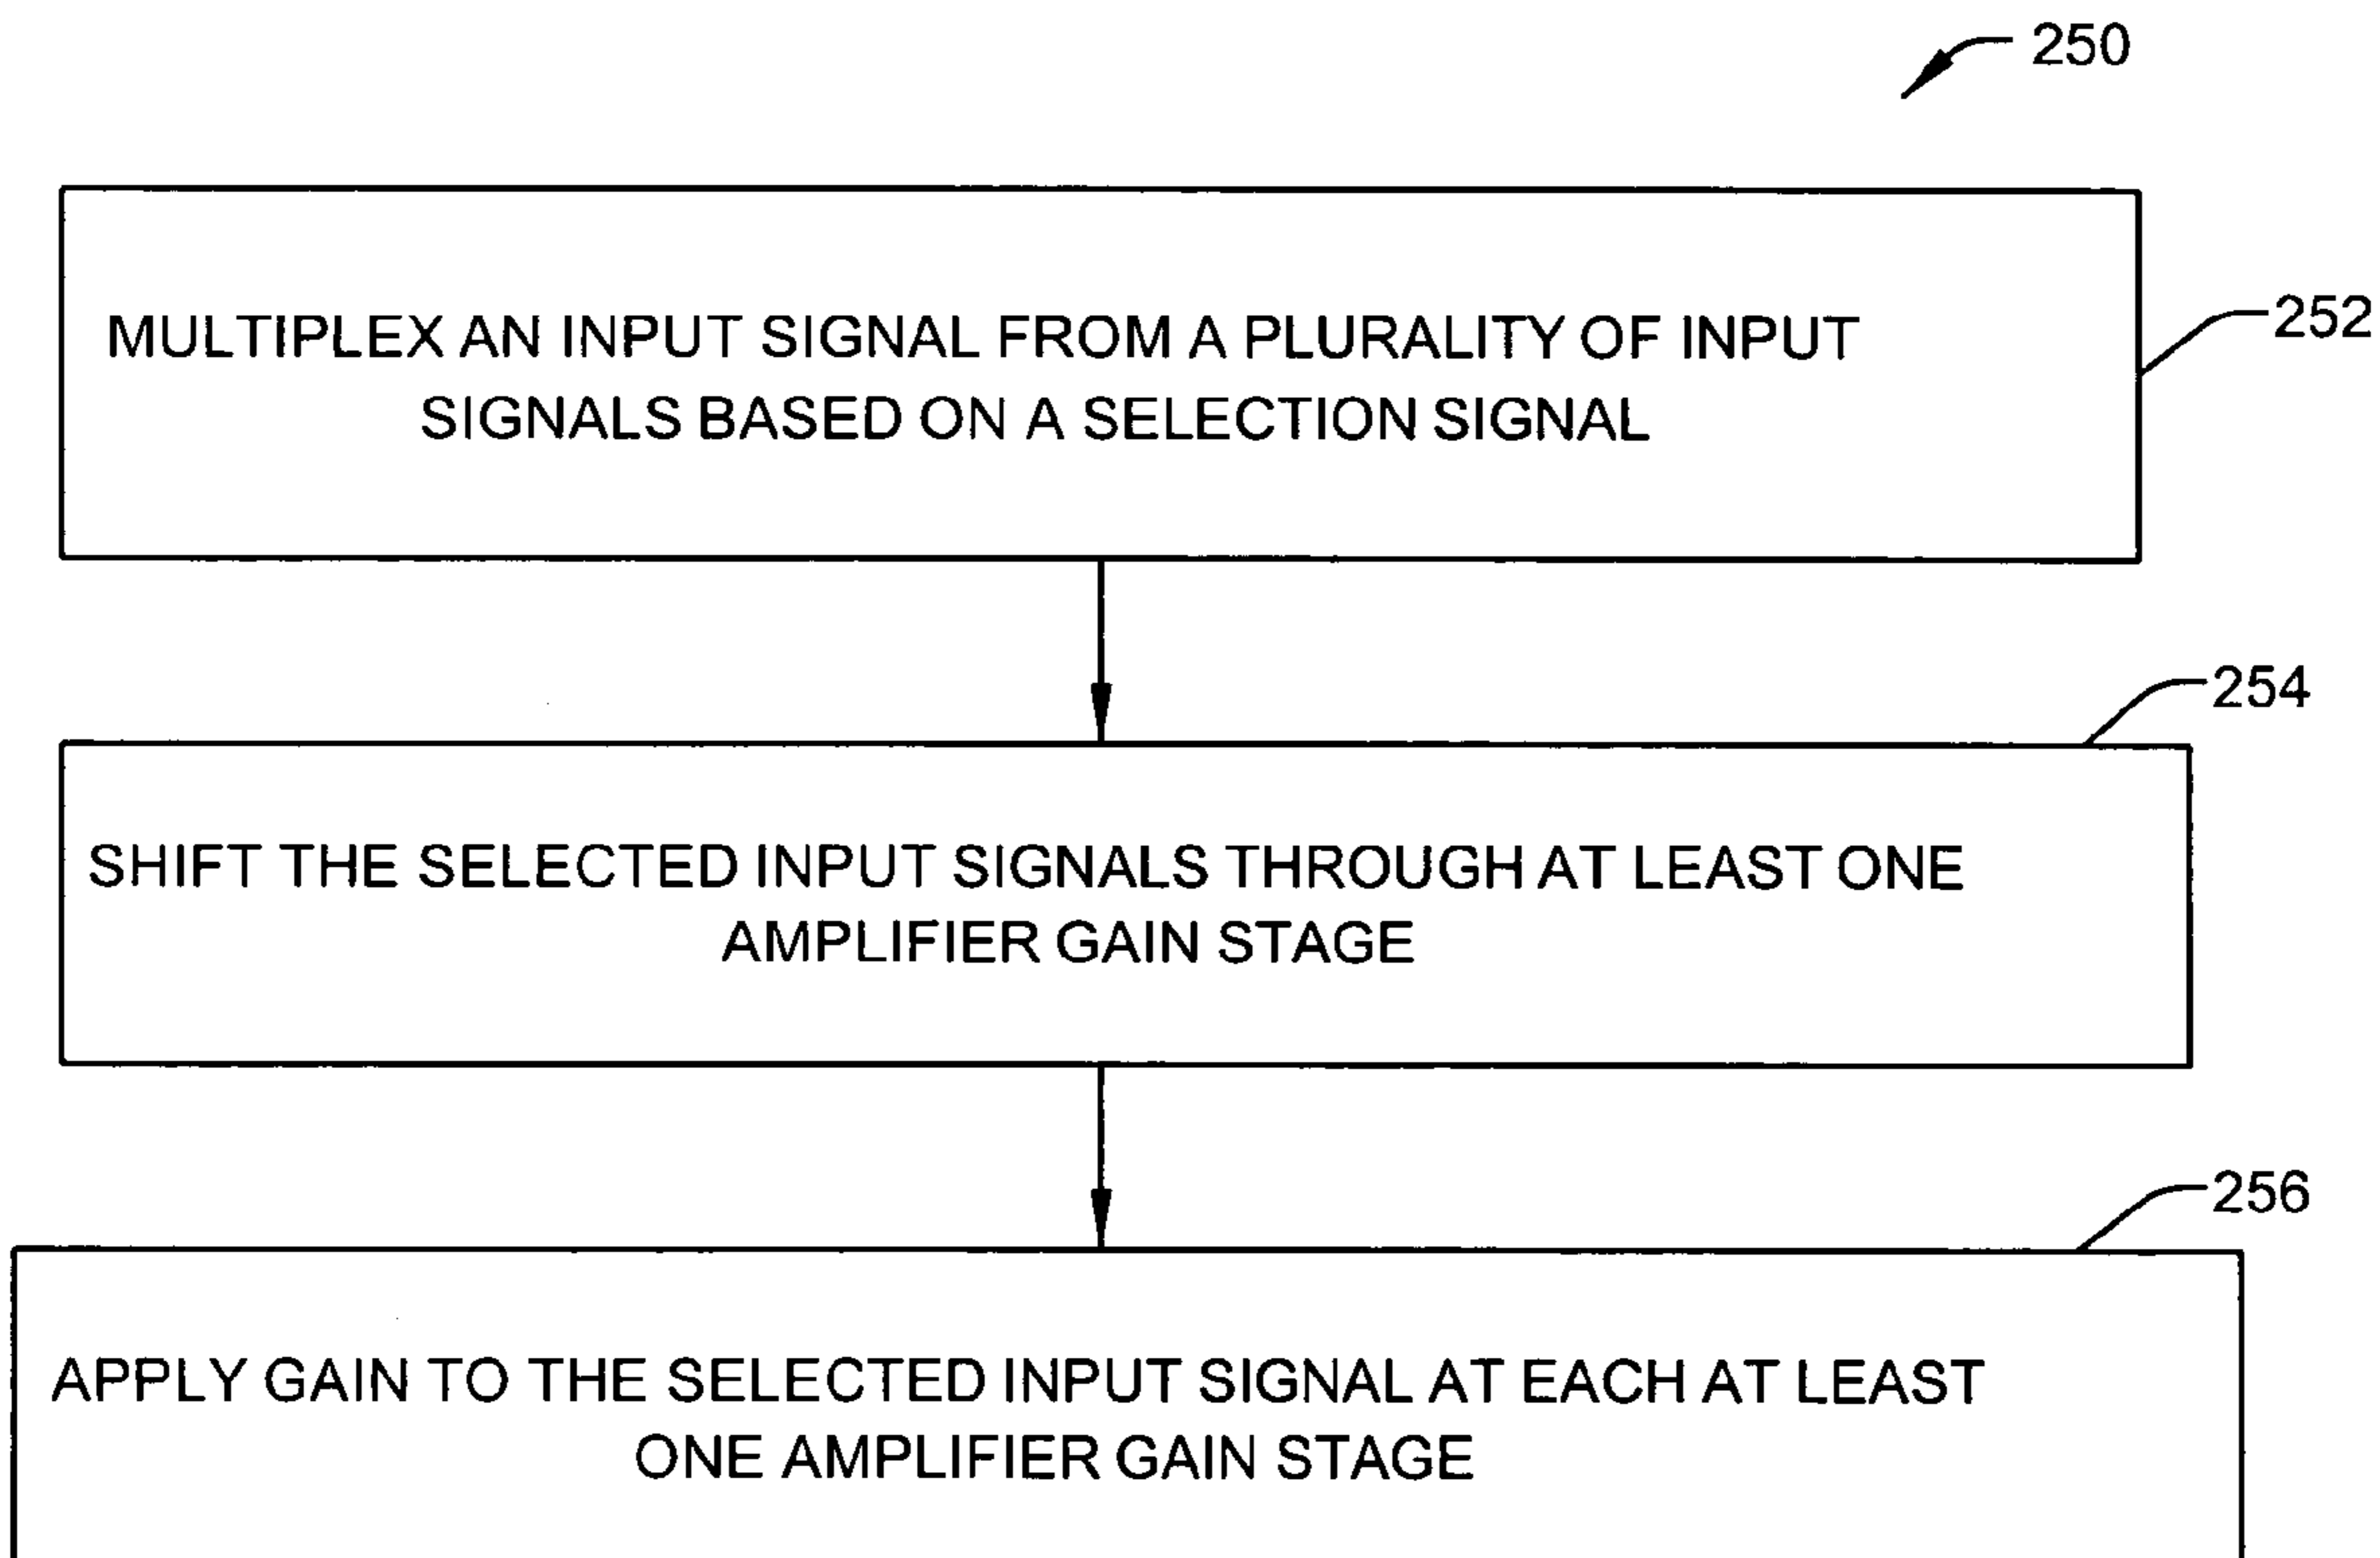 250
MULTIPLEX AN INPUT SIGNAL FROM A PLURALITY OF INPUT
SIGNALS BASED ON A SELECTION SIGNAL
252
254
SHIFT THE SELECTED INPUT SIGNALS THROUGH AT LEAST ONE
AMPLIFIER GAIN STAGE
256
APPLY GAIN TO THE SELECTED INPUT SIGNAL AT EACH AT LEAST
ONE AMPLIFIER GAIN STAGE